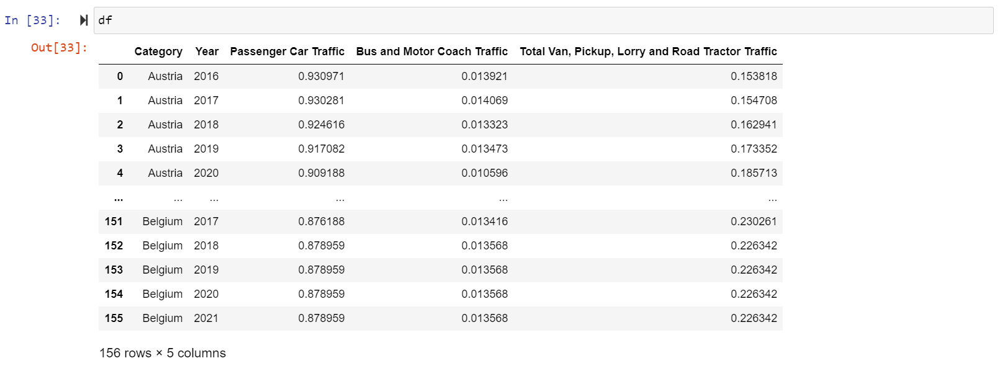 In [33]: df
Out[33]:
Category Year Passenger Car Traffic Bus and Motor Coach Traffic Total Van, Pickup, Lorry and Road Tractor Traffic
0 Austria 2016 0.930971 0.013921 0.153818
1 Austria 2017 0.930281 0.014069 0.154708
2 Austria 2018 0.924616 0.013323 0.162941
3 Austria 2019 0.917082 0.013473 0.173352
4 Austria 2020 0.909188 0.010596 0.185713
... ... ... ... ... ...
151 Belgium 2017 0.876188 0.013416 0.230261
152 Belgium 2018 0.878959 0.013568 0.226342
153 Belgium 2019 0.878959 0.013568 0.226342
154 Belgium 2020 0.878959 0.013568 0.226342
155 Belgium 2021 0.878959 0.013568 0.226342
156 rows × 5 columns